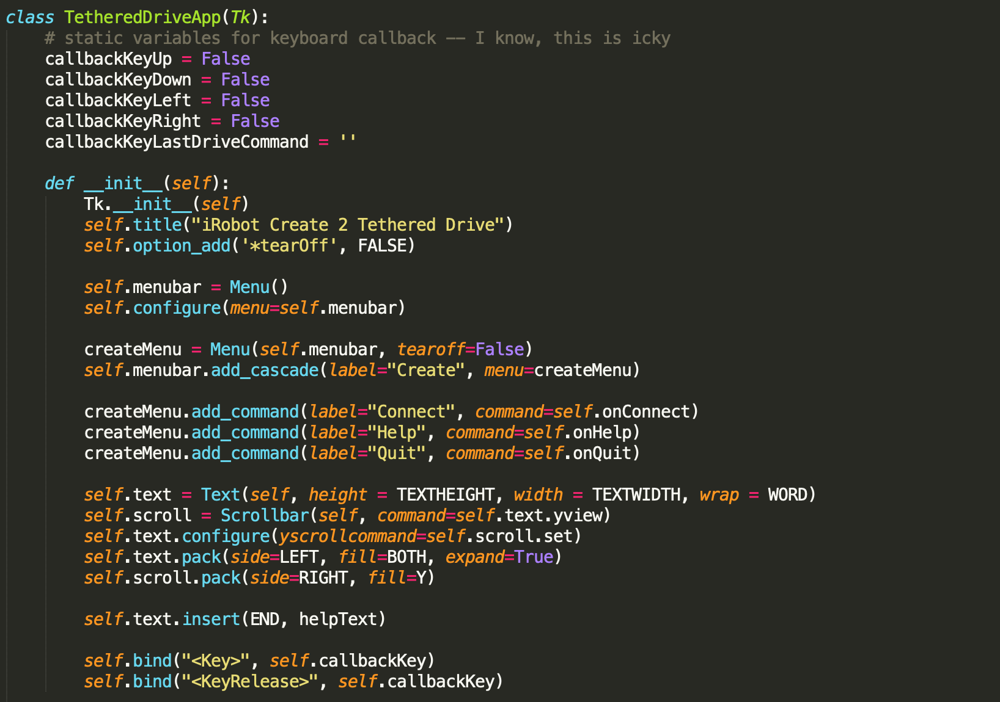 class TetheredDriveApp(Tk):
    # static variables for keyboard callback -- I know, this is icky
    callbackKeyUp = False
    callbackKeyDown = False
    callbackKeyLeft = False
    callbackKeyRight = False
    callbackKeyLastDriveCommand = ''

    def __init__(self):
        Tk.__init__(self)
        self.title("iRobot Create 2 Tethered Drive")
        self.option_add('*tearOff', FALSE)

        self.menubar = Menu()
        self.configure(menu=self.menubar)

        createMenu = Menu(self.menubar, tearoff=False)
        self.menubar.add_cascade(label="Create", menu=createMenu)

        createMenu.add_command(label="Connect", command=self.onConnect)
        createMenu.add_command(label="Help", command=self.onHelp)
        createMenu.add_command(label="Quit", command=self.onQuit)

        self.text = Text(self, height = TEXTHEIGHT, width = TEXTWIDTH, wrap = WORD)
        self.scroll = Scrollbar(self, command=self.text.yview)
        self.text.configure(yscrollcommand=self.scroll.set)
        self.text.pack(side=LEFT, fill=BOTH, expand=True)
        self.scroll.pack(side=RIGHT, fill=Y)

        self.text.insert(END, helpText)

        self.bind("<Key>", self.callbackKey)
        self.bind("<KeyRelease>", self.callbackKey)